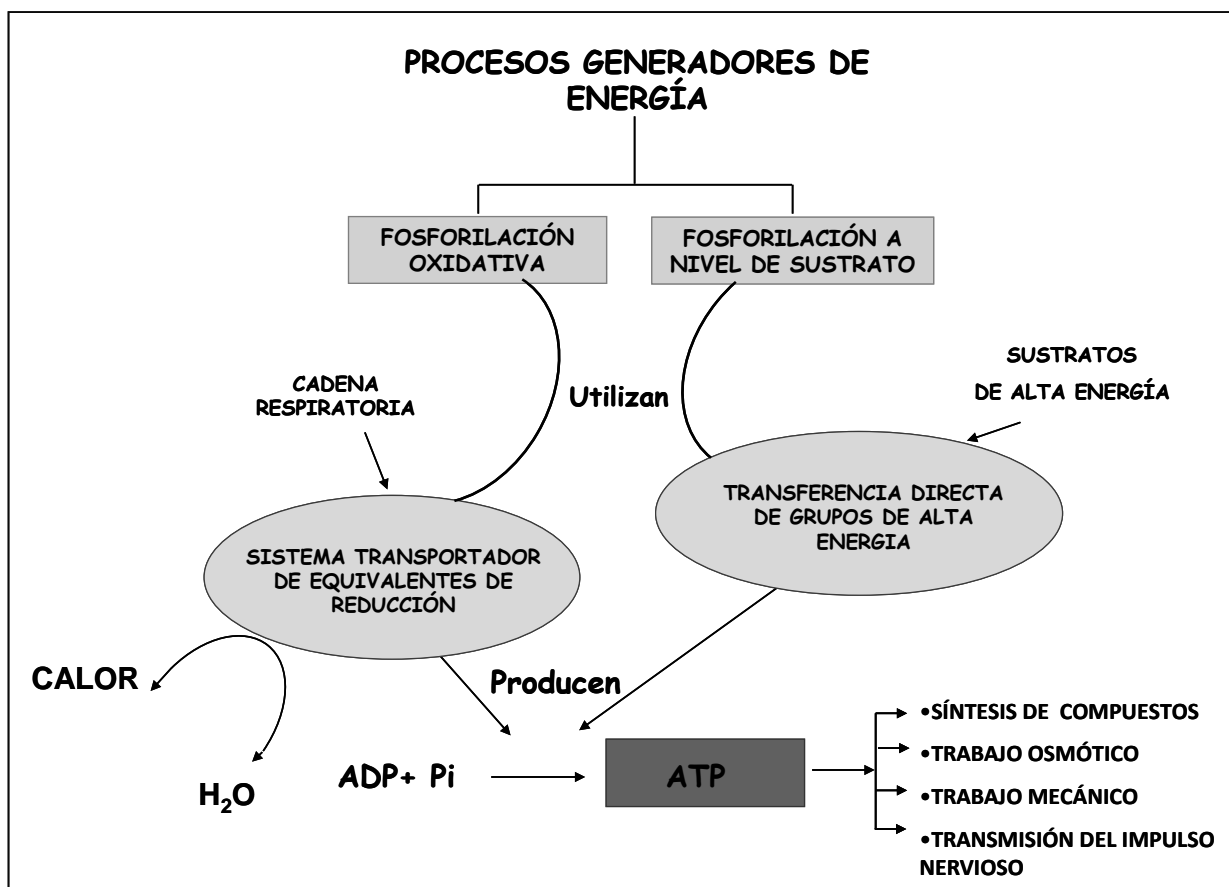 PROCESOS GENERADORES DE
ENERGÍA
FOSFORILACIÓN
OXIDATIVA
FOSFORILACIÓN A
NIVEL DE SUSTRATO
CADENA
RESPIRATORIA
Utilizan
SUSTRATOS
DE ALTA ENERGÍA
SISTEMA TRANSPORTADOR
DE EQUIVALENTES DE
REDUCCIÓN
TRANSFERENCIA DIRECTA
DE GRUPOS DE ALTA
ENERGIA
CALOR
H₂O
Producen
ADP+ Pi
ATP
•SÍNTESIS DE COMPUESTOS
•TRABAJO OSMÓTICO
•TRABAJO MECÁNICO
•TRANSMISIÓN DEL IMPULSO
NERVIOSO